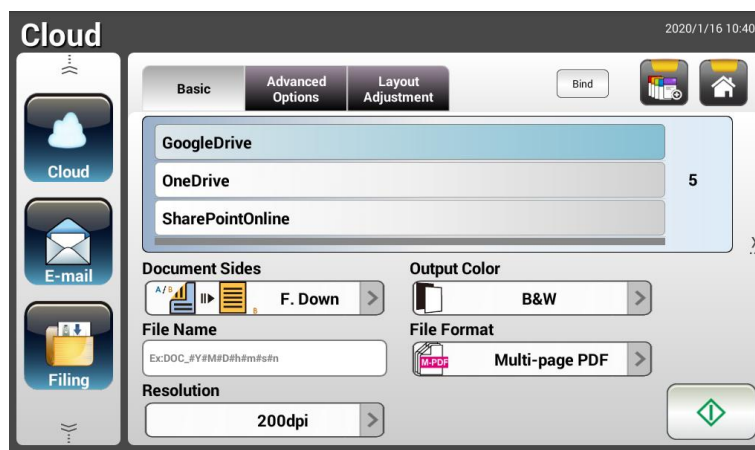 Cloud
2020/1/16 10:40
Basic
Advanced
Options
Layout
Adjustment
Bind
Cloud
GoogleDrive
OneDrive
5
SharePointOnline
E-mail
Document Sides
Output Color
A/B
B
F. Down
B&W
File Name
File Format
Ex:DOC_#Y#M#D#h#m#s#n
M-PDF
Multi-page PDF
Filing
Resolution
200dpi